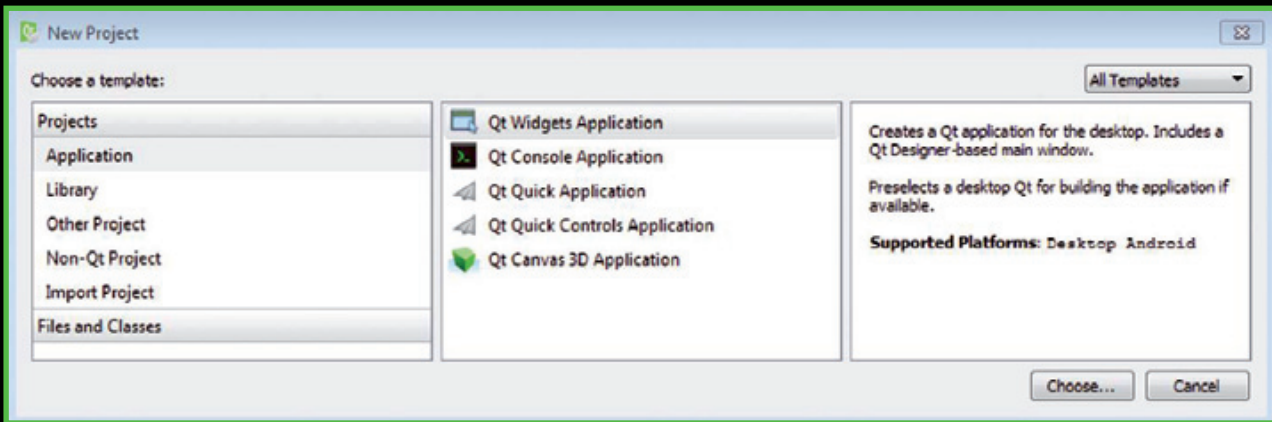 New Project
Choose a template:
All Templates
Projects
Application
Library
Other Project
Non-Qt Project
Import Project
Files and Classes
Qt Widgets Application
Qt Console Application
Qt Quick Application
Qt Quick Controls Application
Qt Canvas 3D Application
Creates a Qt application for the desktop. Includes a
Qt Designer-based main window.
Preselects a desktop Qt for building the application if
available.
Supported Platforms: Desktop Android
Choose...
Cancel